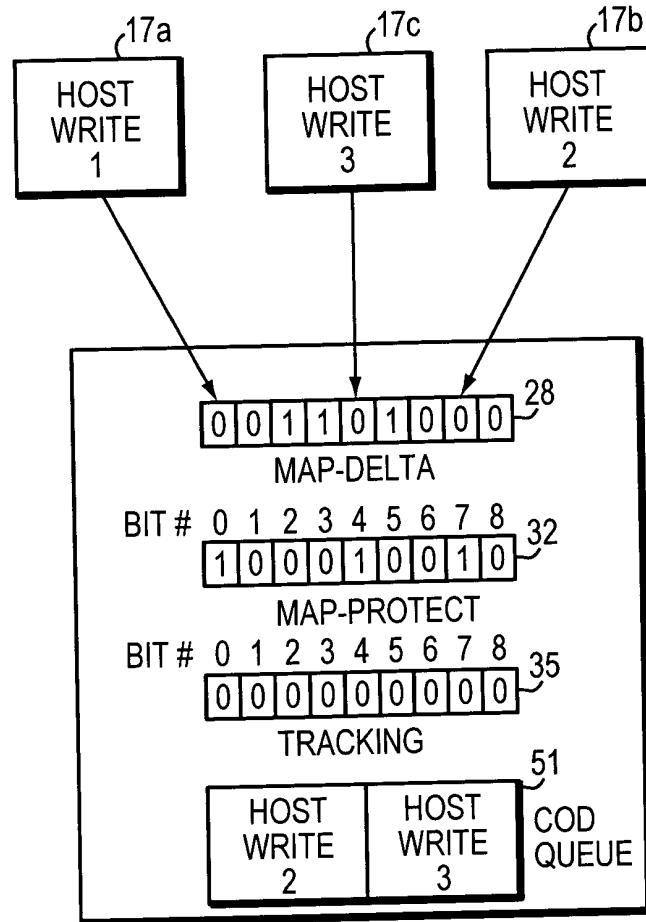 17a 17c 17b
HOST HOST HOST
WRITE WRITE WRITE
1 3 2
0 0 1 1 0 1 0 0 0 28
MAP-DELTA
BIT # 0 1 2 3 4 5 6 7 8
1 0 0 0 1 0 0 1 0 32
MAP-PROTECT
BIT # 0 1 2 3 4 5 6 7 8
0 0 0 0 0 0 0 0 0 35
TRACKING
51
HOST HOST COD
WRITE WRITE QUEUE
2 3